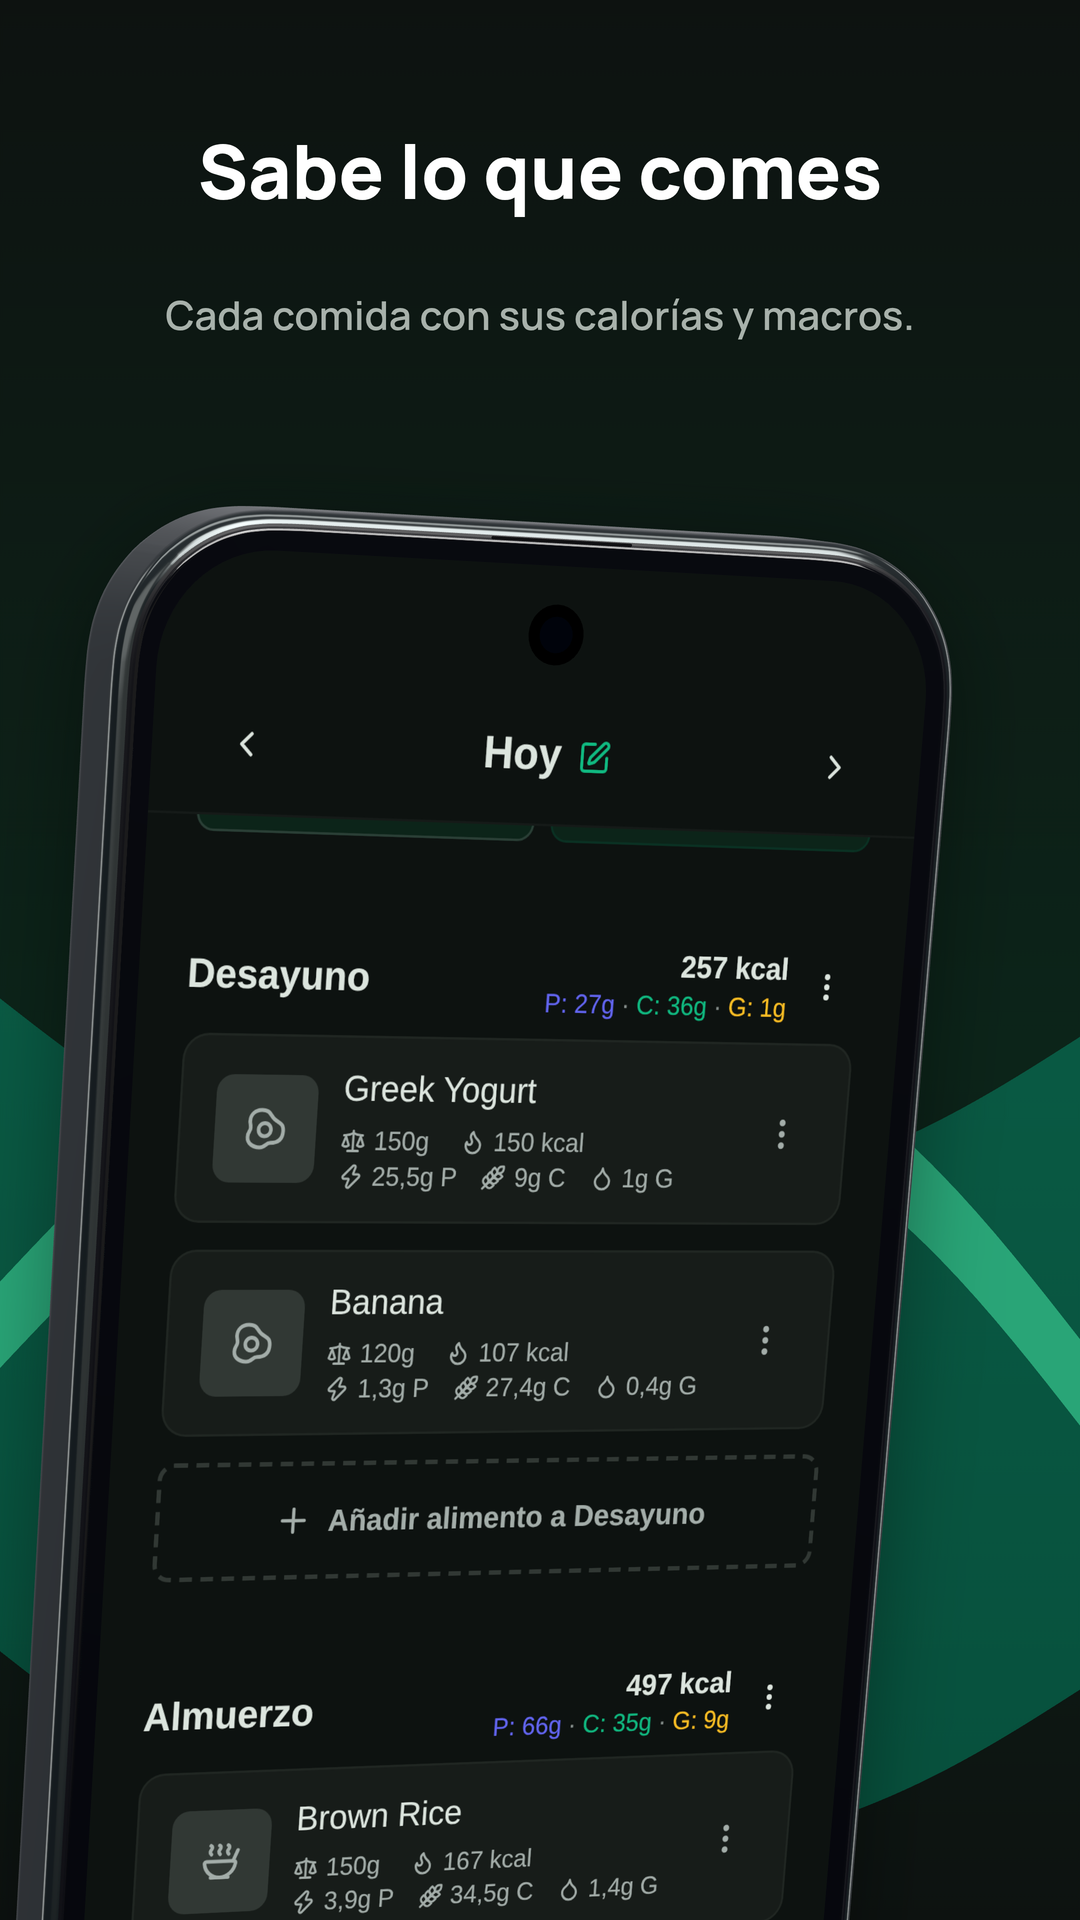 Sabe lo que comes
Cada comida con sus calorías y macros.
Hoy
Desayuno
257 kcal
P: 27g · C: 36g · G: 1g
Greek Yogurt
150g 150 kcal
25,5g P 9g C 1g G
Banana
120g 107 kcal
1,3g P 27,4g C 0,4g G
+ Añadir alimento a Desayuno
Almuerzo
497 kcal
P: 66g · C: 35g · G: 9g
Brown Rice
150g 167 kcal
3,9g P 34,5g C 1,4g G